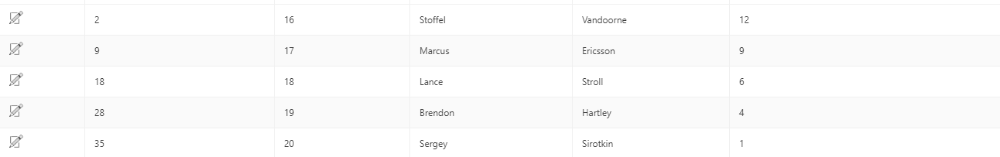 2 16 Stoffel Vandoorne 12
9 17 Marcus Ericsson 9
18 18 Lance Stroll 6
28 19 Brendon Hartley 4
35 20 Sergey Sirotkin 1